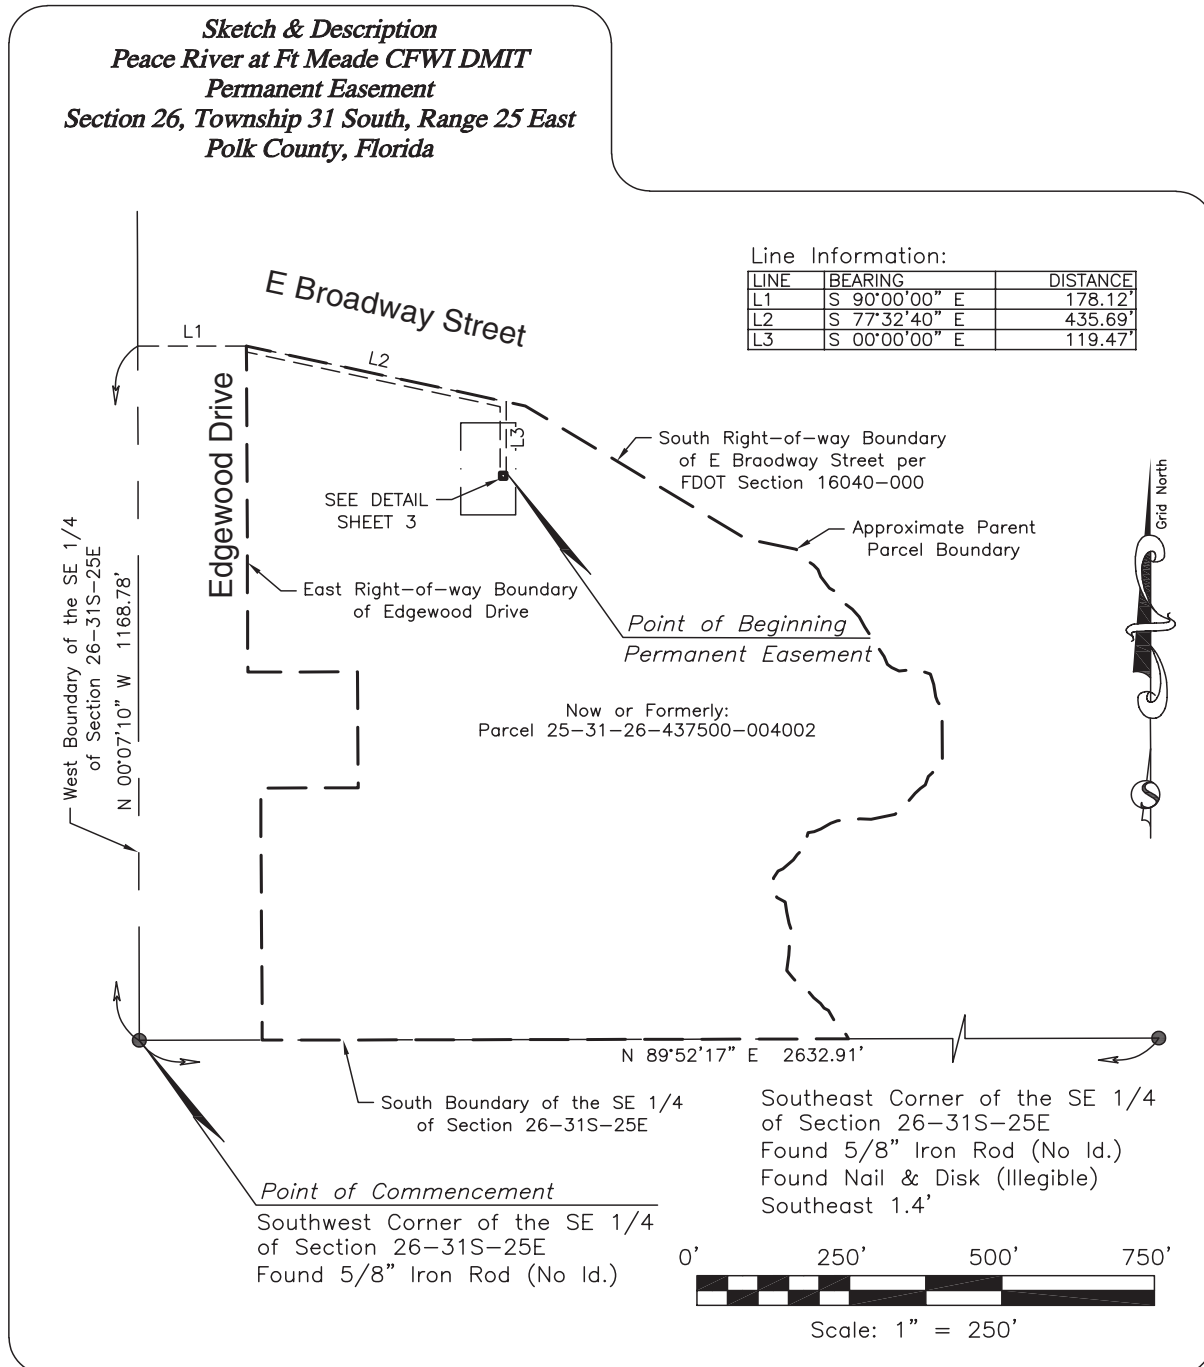 Sketch & Description
Peace River at Ft Meade CFWI DMIT
Permanent Easement
Section 26, Township 31 South, Range 25 East
Polk County, Florida
Line Information:
LINE BEARING DISTANCE
L1 S 90°00'00" E 178.12'
L2 S 77°32'40" E 435.69'
L3 S 00°00'00" E 119.47'
E Broadway Street
L1
L2
L3
Edgewood Drive
South Right-of-way Boundary
of E Braodway Street per
FDOT Section 16040-000
SEE DETAIL
SHEET 3
Approximate Parent
Parcel Boundary
Grid North
East Right-of-way Boundary
of Edgewood Drive
West Boundary of the SE 1/4
of Section 26-31S-25E
N 00°07'10" W 1168.78'
Point of Beginning
Permanent Easement
Now or Formerly:
Parcel 25-31-26-437500-004002
N 89°52'17" E 2632.91'
South Boundary of the SE 1/4
of Section 26-31S-25E
Southeast Corner of the SE 1/4
of Section 26-31S-25E
Found 5/8" Iron Rod (No Id.)
Found Nail & Disk (Illegible)
Southeast 1.4'
Point of Commencement
Southwest Corner of the SE 1/4
of Section 26-31S-25E
Found 5/8" Iron Rod (No Id.)
0' 250' 500' 750'
Scale: 1" = 250'